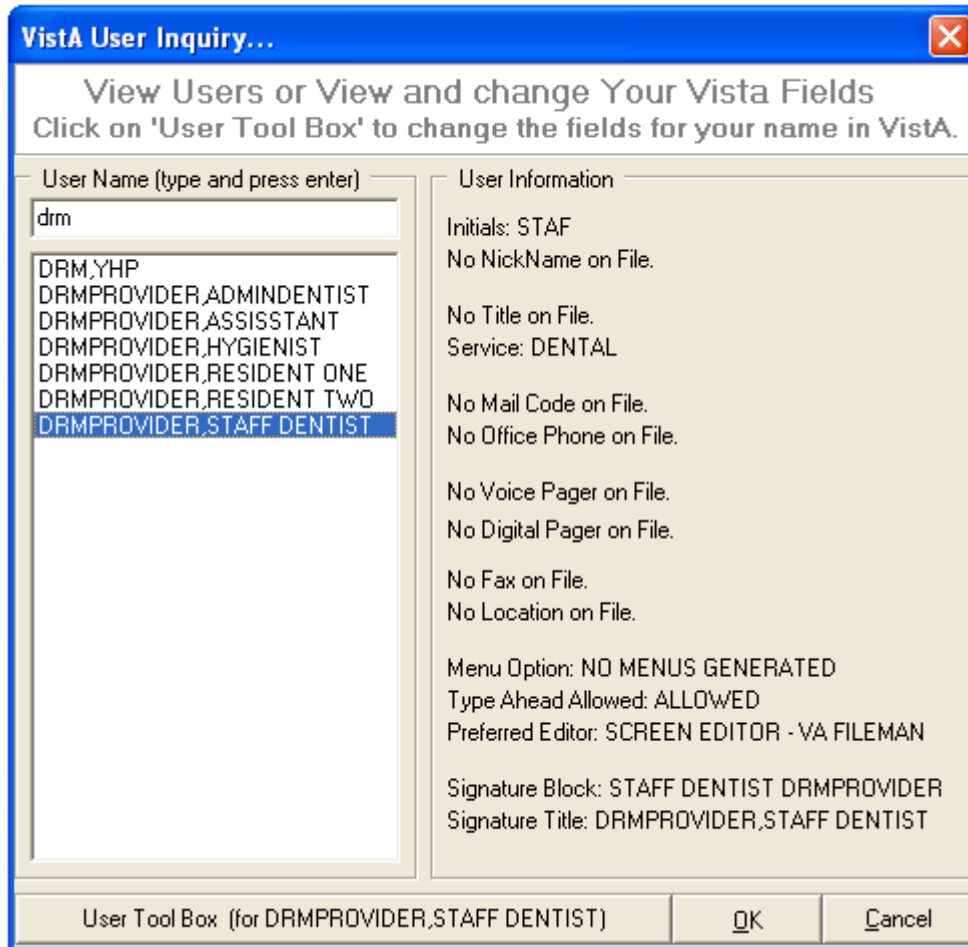 VistA User Inquiry...
View Users or View and change Your Vista Fields
Click on 'User Tool Box' to change the fields for your name in VistA.
User Name (type and press enter)
drm
DRM,YHP
DRMPROVIDER,ADMINDENTIST
DRMPROVIDER,ASSISSTANT
DRMPROVIDER,HYGIENIST
DRMPROVIDER,RESIDENT ONE
DRMPROVIDER,RESIDENT TWO
DRMPROVIDER,STAFF DENTIST
User Information
Initials: STAF
No NickName on File.
No Title on File.
Service: DENTAL
No Mail Code on File.
No Office Phone on File.
No Voice Pager on File.
No Digital Pager on File.
No Fax on File.
No Location on File.
Menu Option: NO MENUS GENERATED
Type Ahead Allowed: ALLOWED
Preferred Editor: SCREEN EDITOR - VA FILEMAN
Signature Block: STAFF DENTIST DRMPROVIDER
Signature Title: DRMPROVIDER,STAFF DENTIST
User Tool Box (for DRMPROVIDER,STAFF DENTIST)
OK
Cancel